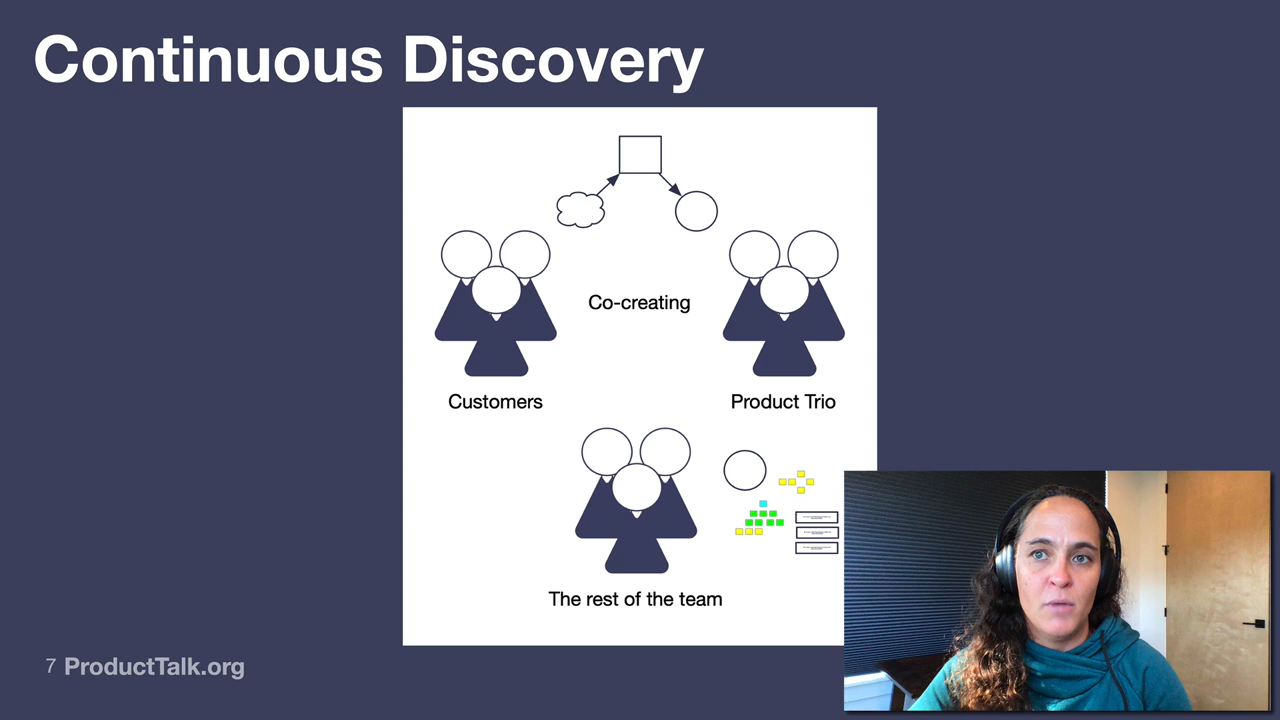 Continuous Discovery
Co-creating
Customers
Product Trio
The rest of the team
7 ProductTalk.org